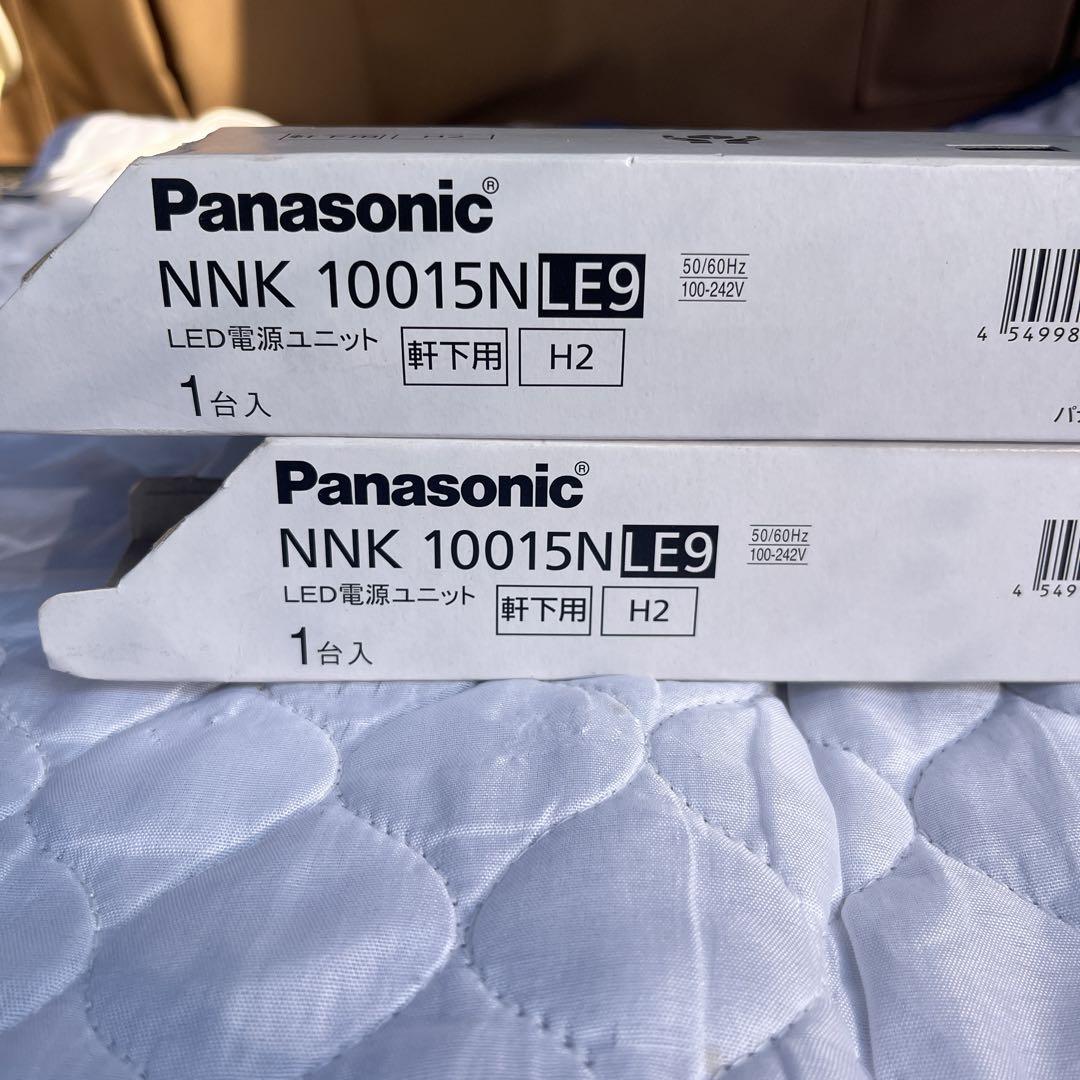 Panasonic®
NNK 10015N LE9
50/60Hz
100-242V
LED電源ユニット 軒下用 H2
1台入
4 54998
Panasonic®
NNK 10015N LE9
50/60Hz
100-242V
LED電源ユニット 軒下用 H2
1台入
4 549